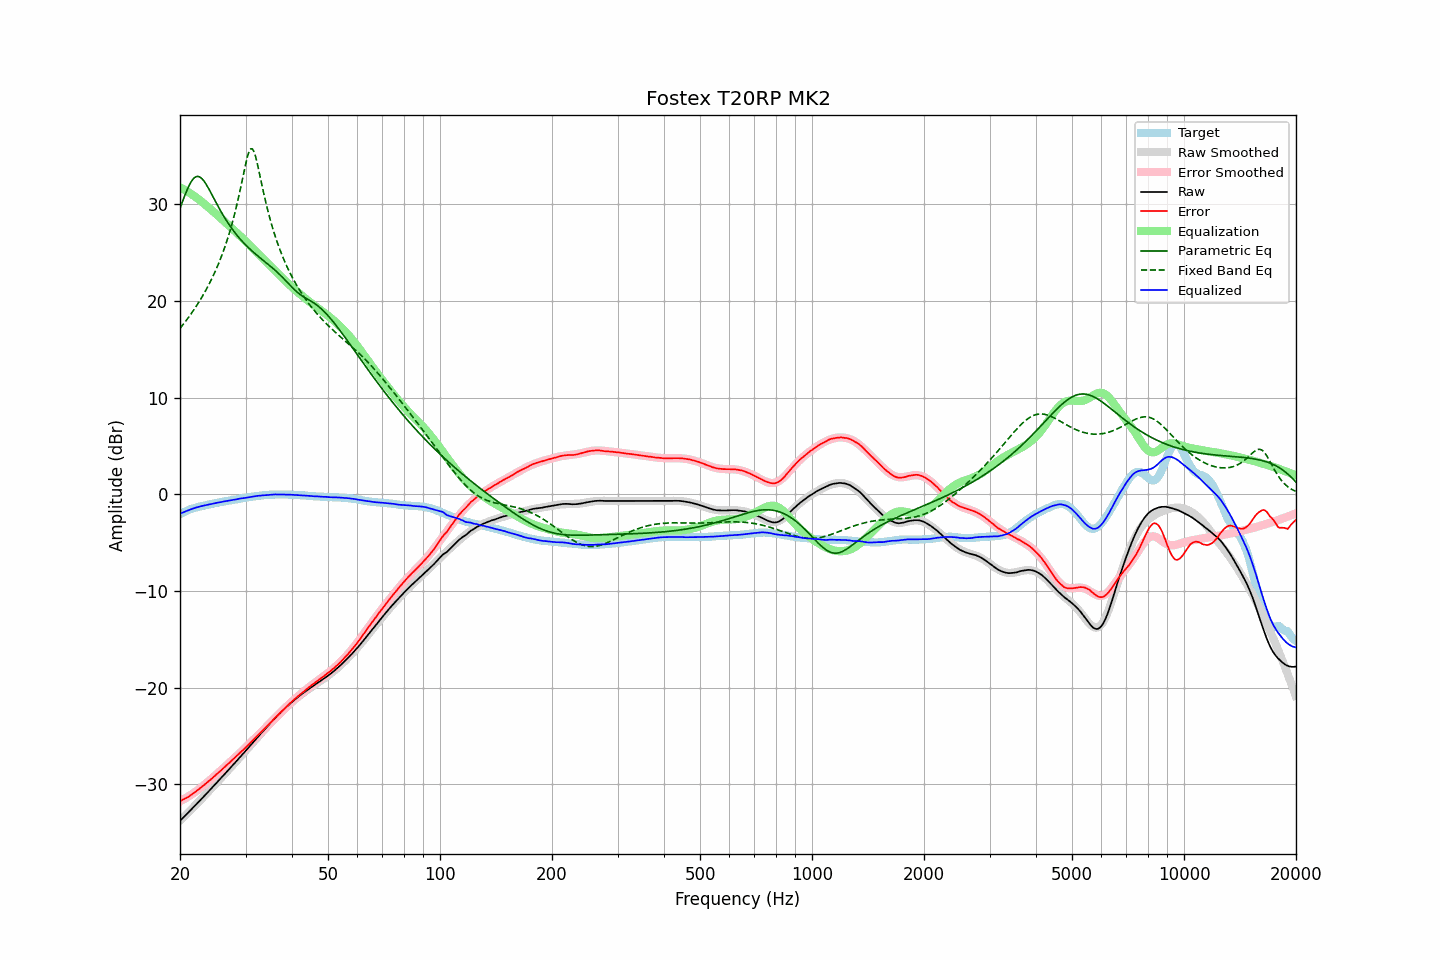 Fostex T20RP MK2
Target
Raw Smoothed
Error Smoothed
Raw
Error
Equalization
Parametric Eq
Fixed Band Eq
Equalized
Amplitude (dBr)
30
20
10
0
−10
−20
−30
20 50 100 200 500 1000 2000 5000 10000 20000
Frequency (Hz)